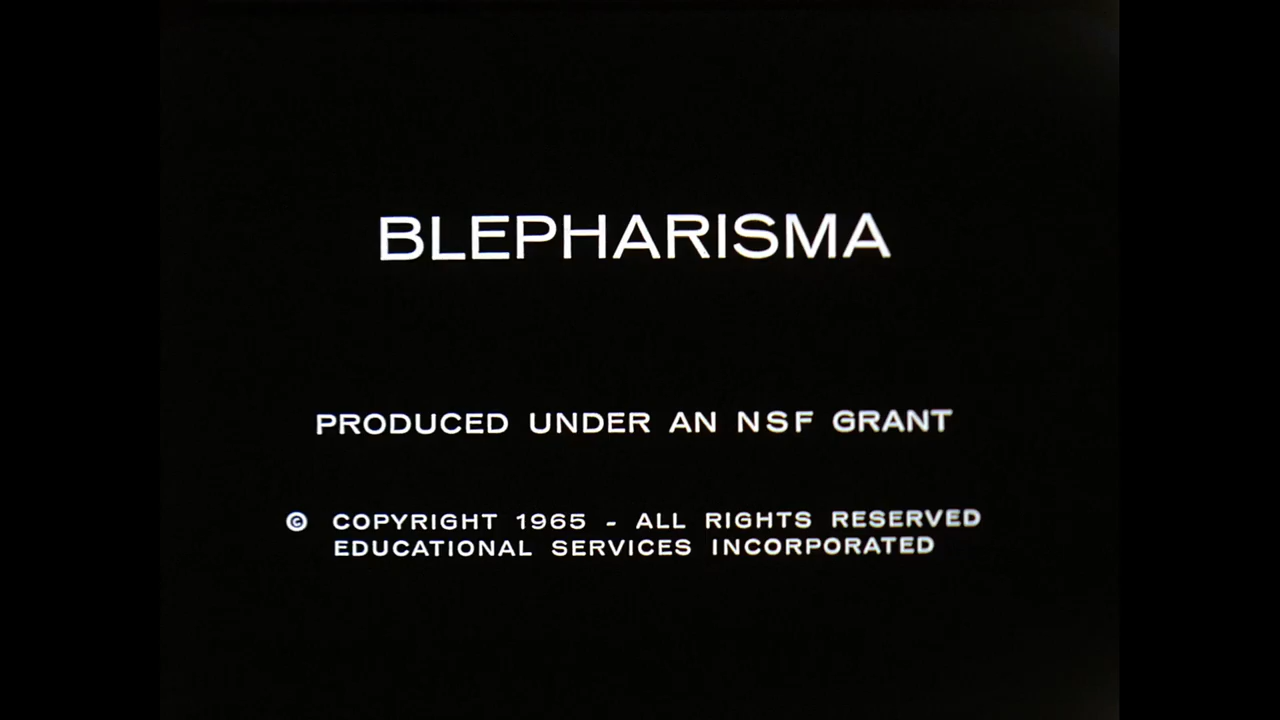 BLEPHARISMA
PRODUCED UNDER AN NSF GRANT
© COPYRIGHT 1965 - ALL RIGHTS RESERVED
EDUCATIONAL SERVICES INCORPORATED